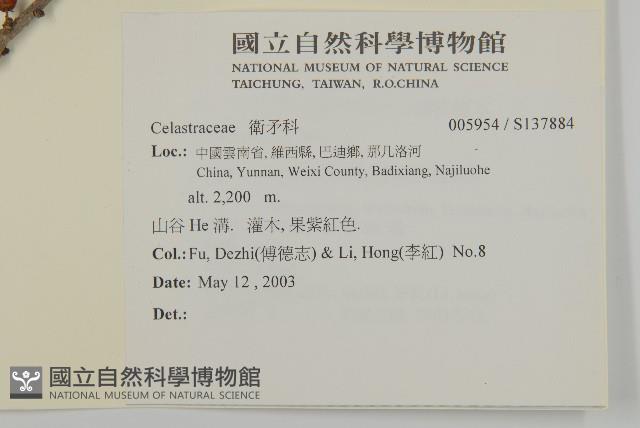 國立自然科學博物館
NATIONAL MUSEUM OF NATURAL SCIENCE
TAICHUNG, TAIWAN, R.O.CHINA
Celastraceae 衛矛科 005954 / S137884
Loc.: 中國雲南省, 維西縣, 巴迪鄉, 那几洛河
China, Yunnan, Weixi County, Badixiang, Najiluohe
alt. 2,200 m.
山谷 He 溝. 灌木, 果紫紅色.
Col.: Fu, Dezhi(傅德志) & Li, Hong(李紅) No.8
Date: May 12 , 2003
Det.:
國立自然科學博物館
NATIONAL MUSEUM OF NATURAL SCIENCE